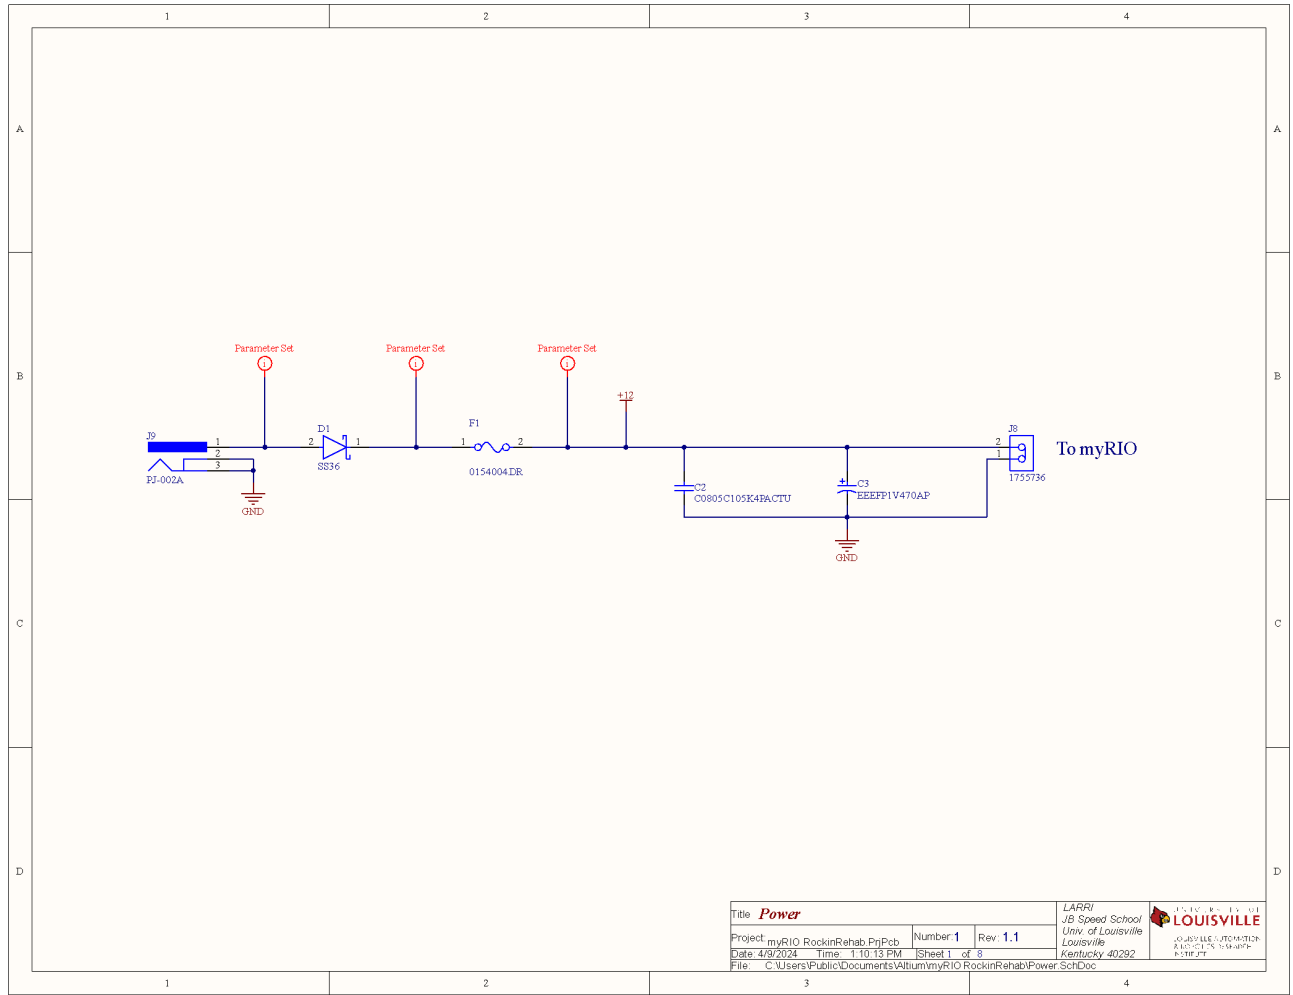 1 2 3 4
A A
Parameter Set Parameter Set Parameter Set
1 1 1
B B
+12
J9 D1 F1 J8
1 2 1 1 2 2
2 1
3
To myRIO
PJ-002A SS36 0154004.DR 1755736
C2 C3
C0805C105K4PACTU EEEFP1V470AP
+
GND
GND
C C
D D
Title Power
Project: myRIO RockinRehab.PrjPcb
Number: 1 Rev: 1.1
Date: 4/9/2024 Time: 1:10:13 PM Sheet 1 of 8
File: C:\Users\Public\Documents\Altium\myRIO RockinRehab\Power.SchDoc
LARRI
JB Speed School
Univ. of Louisville
Louisville
Kentucky 40292
LOUISVILLE
1 2 3 4